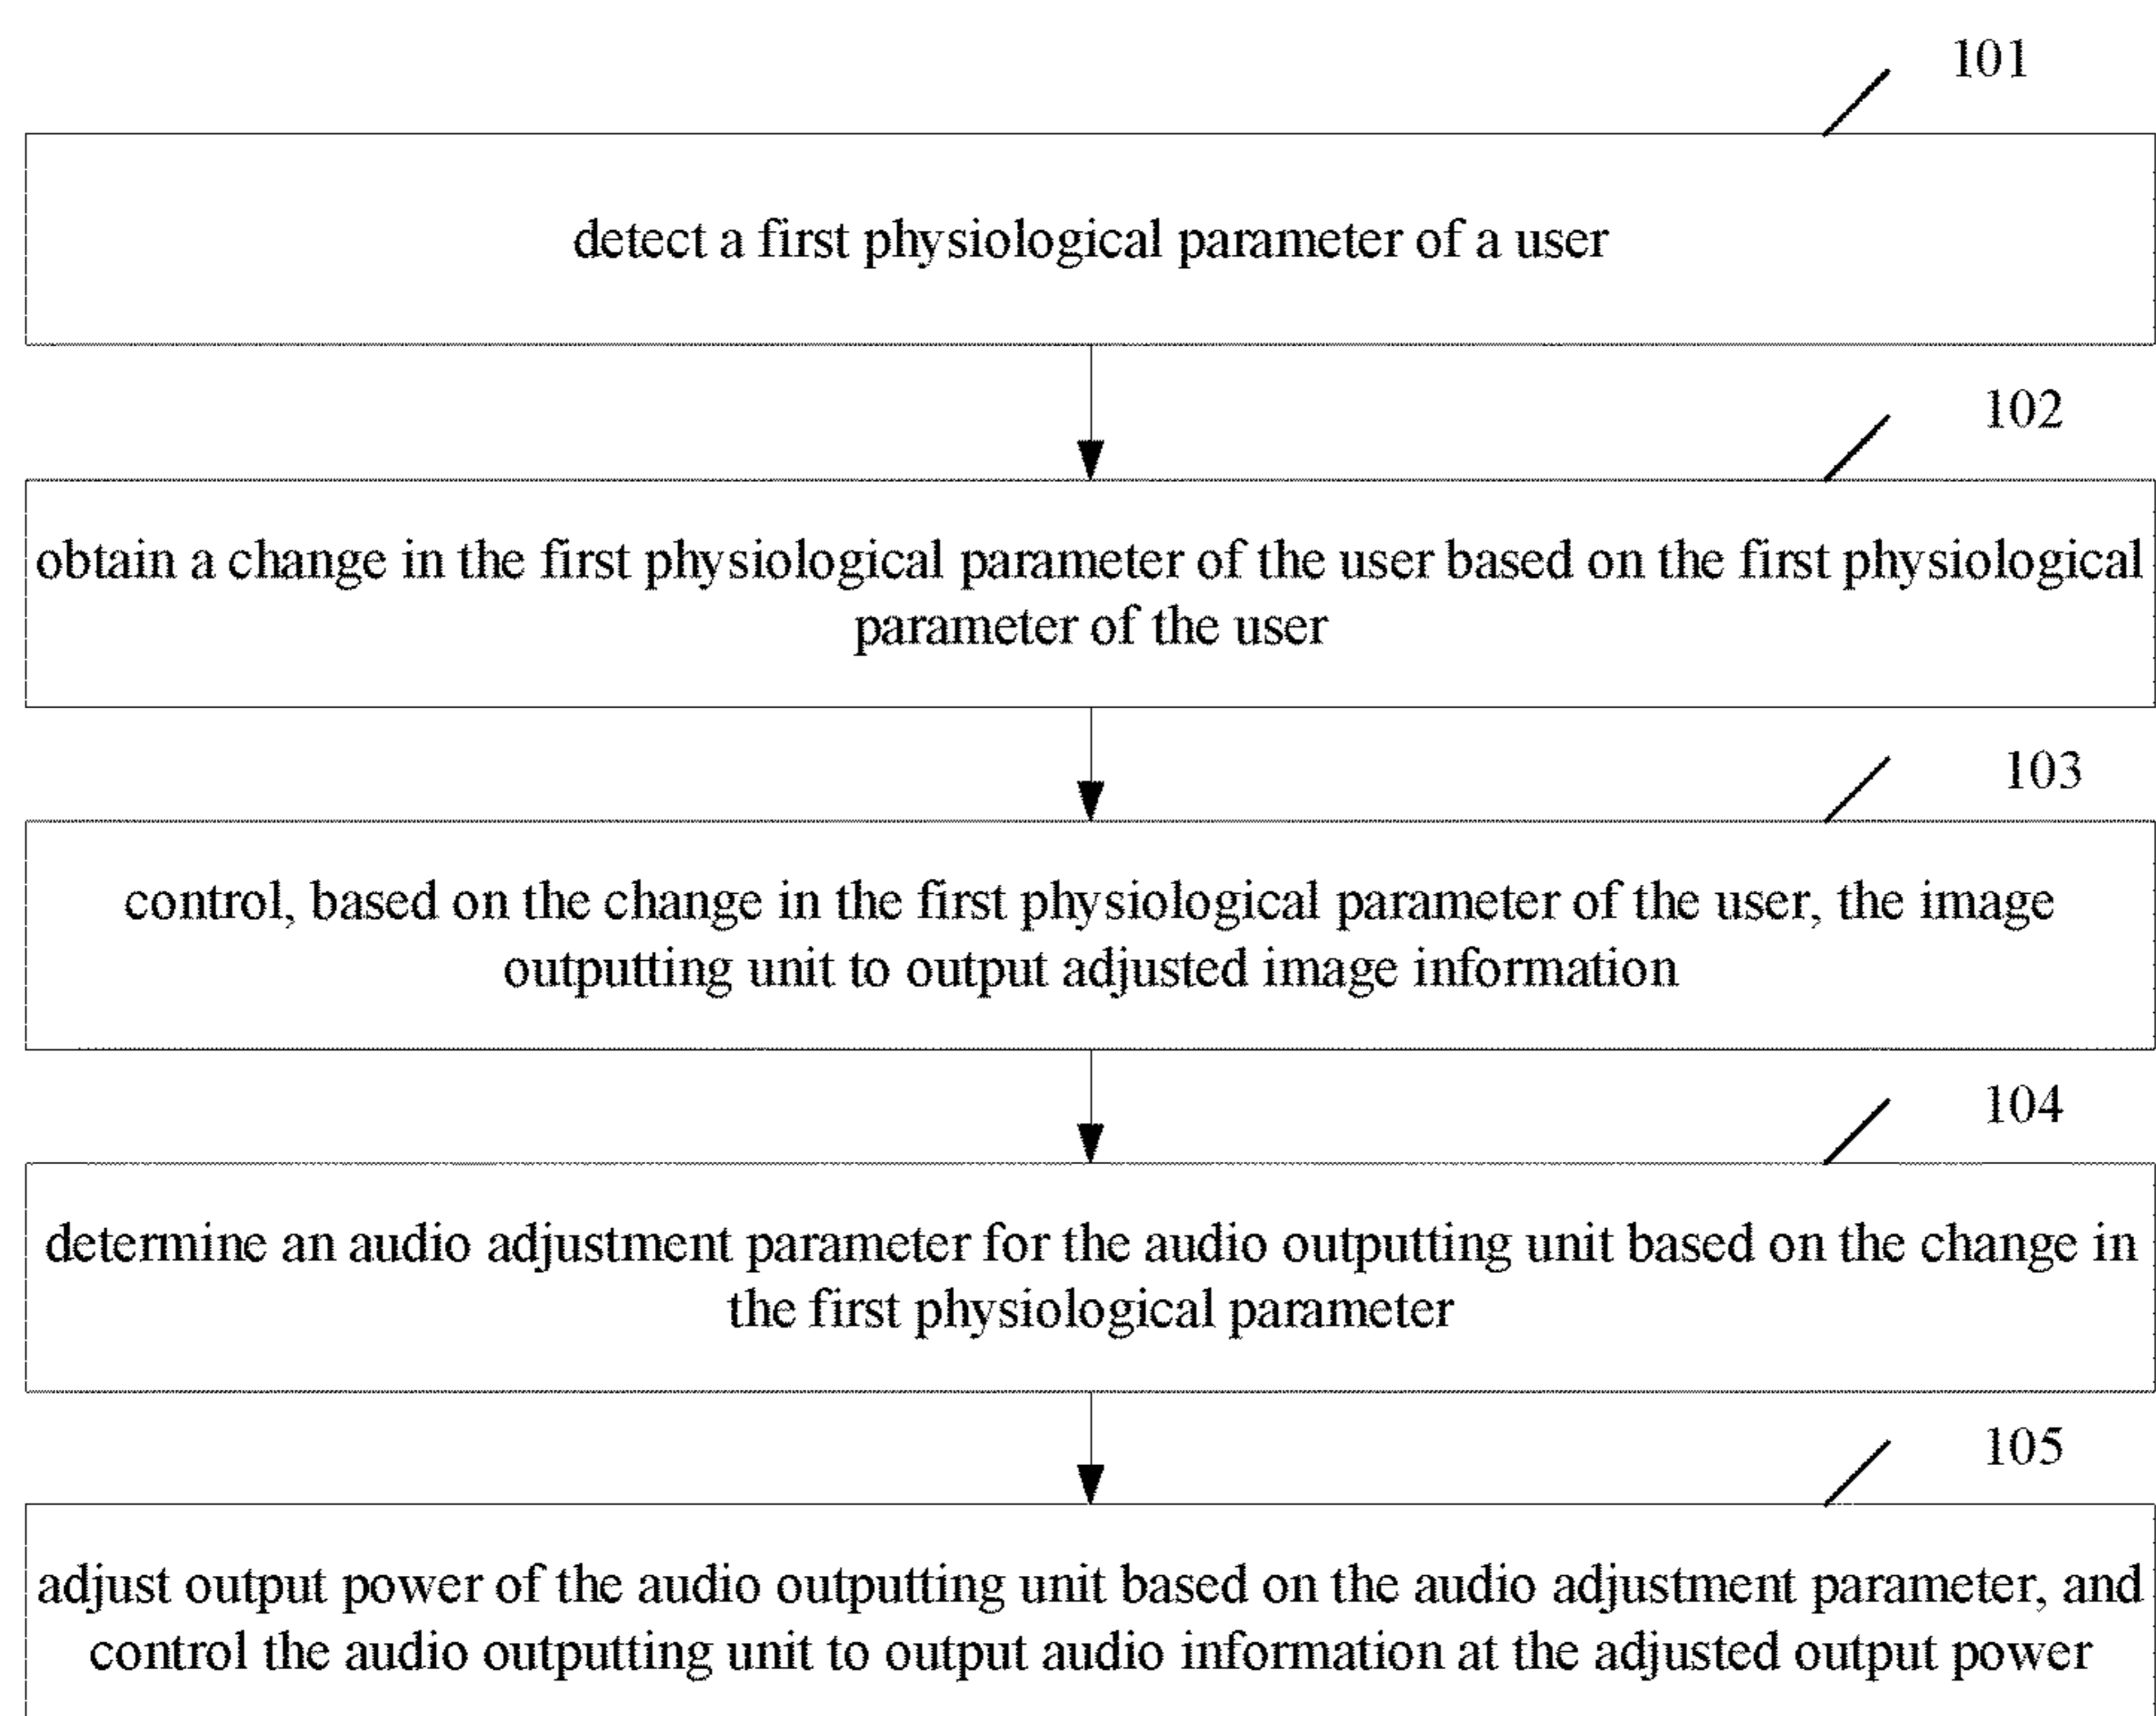 101
detect a first physiological parameter of a user
102
obtain a change in the first physiological parameter of the user based on the first physiological
parameter of the user
103
control, based on the change in the first physiological parameter of the user, the image
outputting unit to output adjusted image information
104
determine an audio adjustment parameter for the audio outputting unit based on the change in
the first physiological parameter
105
adjust output power of the audio outputting unit based on the audio adjustment parameter, and
control the audio outputting unit to output audio information at the adjusted output power